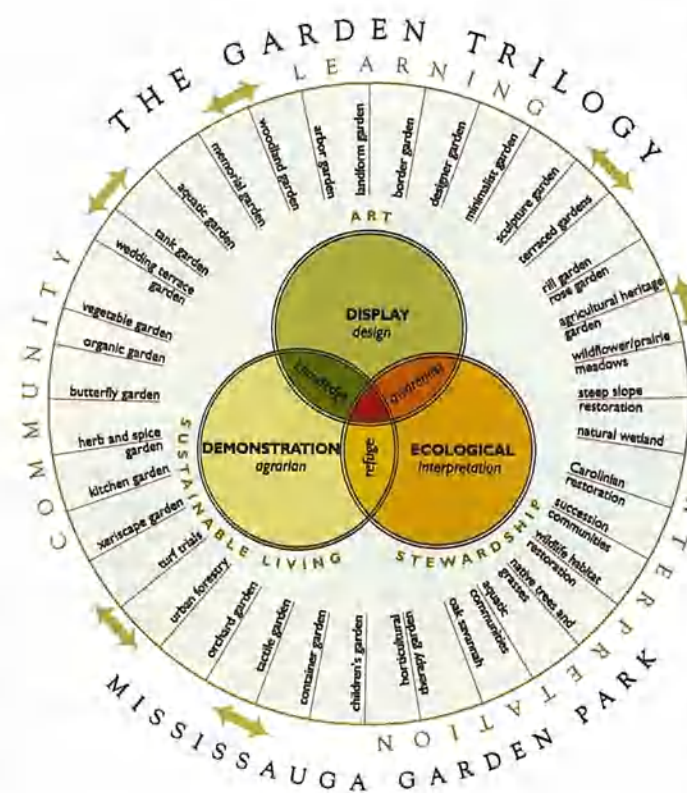 THE GARDEN TRILOGY
LEARNING
COMMUNITY
MISSISSAUGA GARDEN PARK
woodland garden
arbor garden
landform garden
border garden
designer garden
minimalist garden
sculpture garden
terraced gardens
rill garden
rose garden
agricultural heritage
garden
wildflower/prairie
meadows
steep slope
restoration
natural wetland
Carolinian
restoration
succession
communities
wildlife habitat
restoration
native trees and
grasses
aquatic
communities
oak savannah
horticultural
therapy garden
children's garden
container garden
tactile garden
orchard garden
urban forestry
turf trials
xeriscape garden
kitchen garden
herb and spice
garden
butterfly garden
organic garden
vegetable garden
wedding terrace
garden
tank garden
aquatic garden
memorial garden
ART
DISPLAY
design
knowledge
awareness
DEMONSTRATION
agrarian
refuge
ECOLOGICAL
interpretation
SUSTAINABLE LIVING
STEWARDSHIP